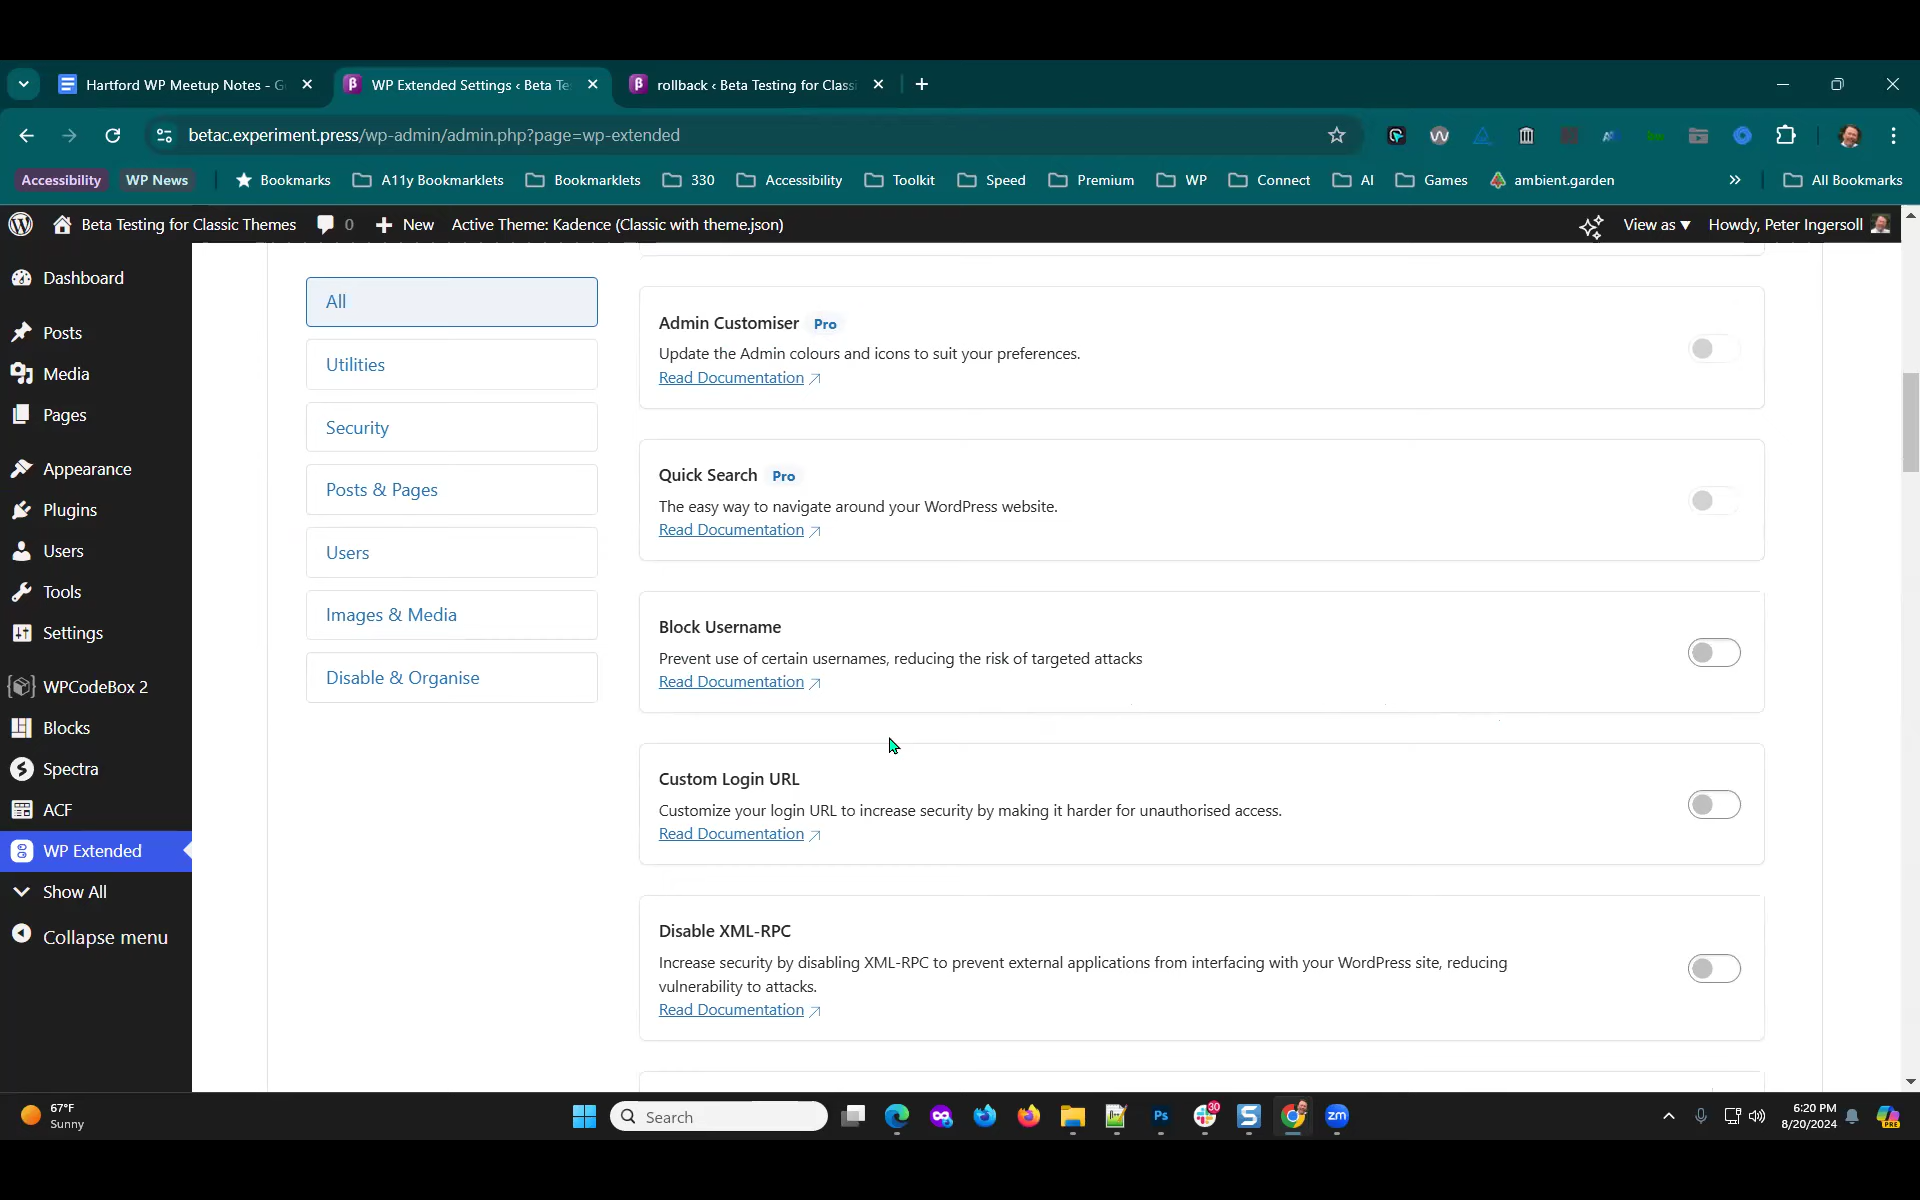 Hartford WP Meetup Notes - G
WP Extended Settings ‹ Beta Te
rollback ‹ Beta Testing for Class
betac.experiment.press/wp-admin/admin.php?page=wp-extended
Accessibility
WP News
Bookmarks
A11y Bookmarklets
Bookmarklets
330
Accessibility
Toolkit
Speed
Premium
WP
Connect
AI
Games
ambient.garden
»
All Bookmarks
Beta Testing for Classic Themes
0
New
Active Theme: Kadence (Classic with theme.json)
View as ▼
Howdy, Peter Ingersoll
Dashboard
Posts
Media
Pages
Appearance
Plugins
Users
Tools
Settings
WPCodeBox 2
Blocks
Spectra
ACF
WP Extended
Show All
Collapse menu
All
Utilities
Security
Posts & Pages
Users
Images & Media
Disable & Organise
Admin Customiser Pro
Update the Admin colours and icons to suit your preferences.
Read Documentation
Quick Search Pro
The easy way to navigate around your WordPress website.
Read Documentation
Block Username
Prevent use of certain usernames, reducing the risk of targeted attacks
Read Documentation
Custom Login URL
Customize your login URL to increase security by making it harder for unauthorised access.
Read Documentation
Disable XML-RPC
Increase security by disabling XML-RPC to prevent external applications from interfacing with your WordPress site, reducing
vulnerability to attacks.
Read Documentation
67°F
Sunny
Search
Ps
30
S
zm
6:20 PM
8/20/2024
PRE